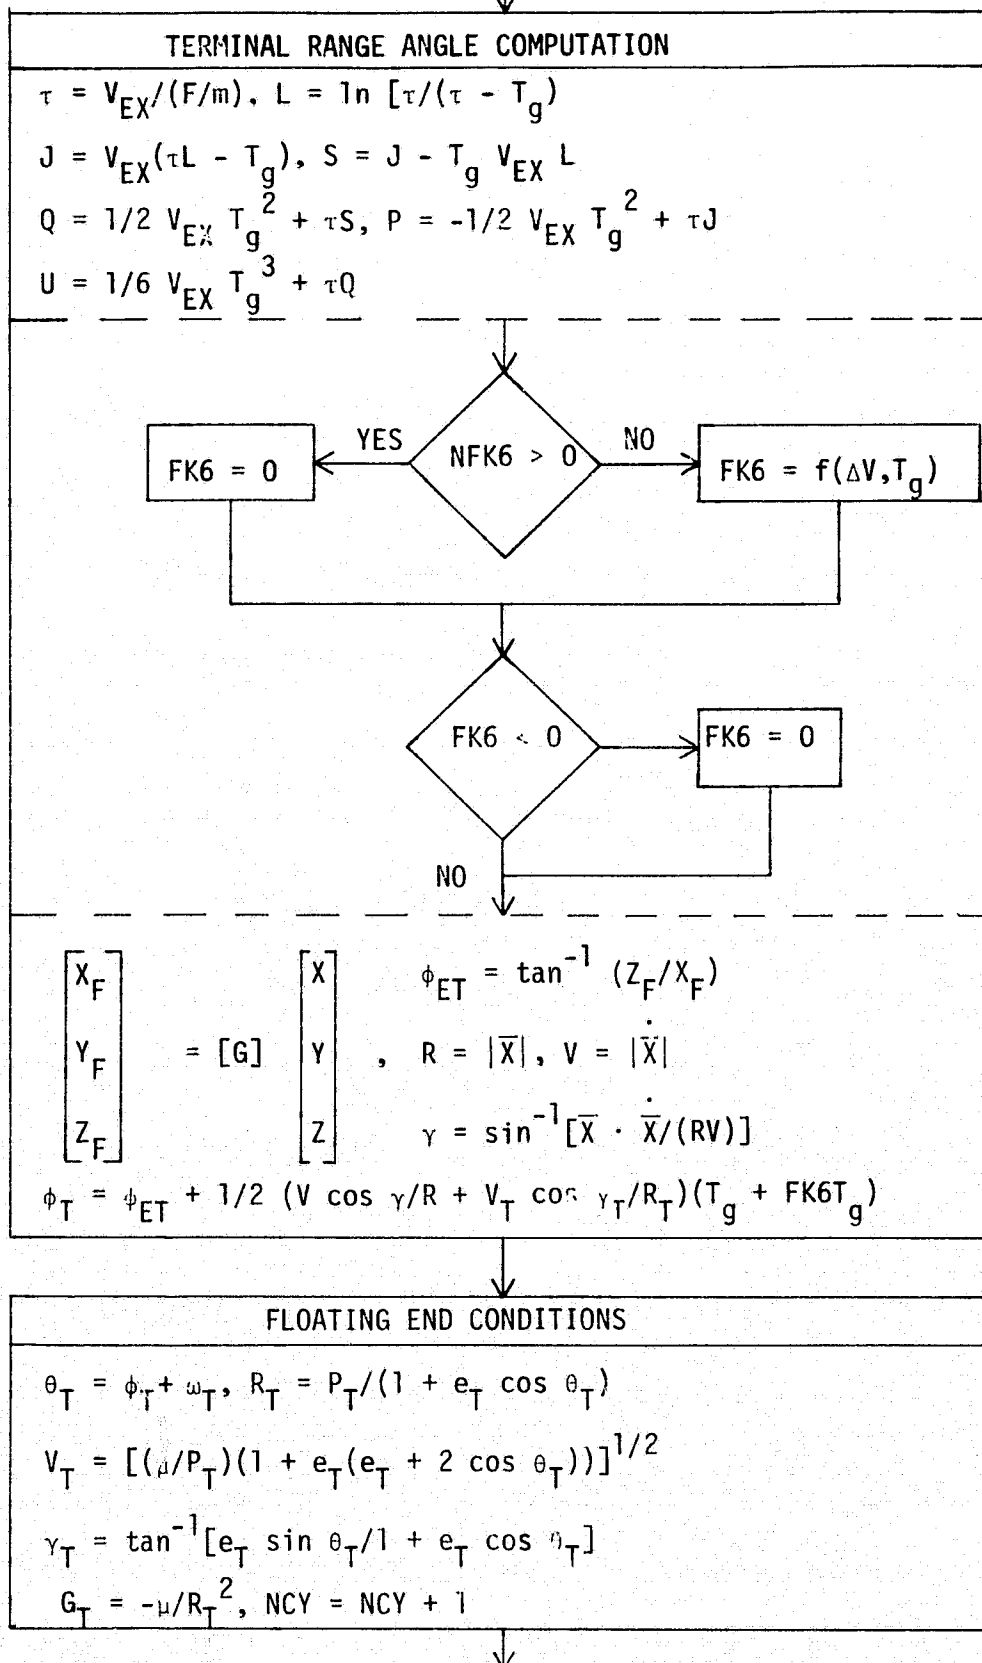 TERMINAL RANGE ANGLE COMPUTATION
τ = V_EX/(F/m), L = ln [τ/(τ - T_g)
J = V_EX(τL - T_g), S = J - T_g V_EX L
Q = 1/2 V_EX T_g^2 + τS, P = -1/2 V_EX T_g^2 + τJ
U = 1/6 V_EX T_g^3 + τQ
YES NFK6 > 0 NO
FK6 = 0 FK6 = f(ΔV,T_g)
FK6 < 0 FK6 = 0
NO
[X_F] [X] φ_ET = tan^-1 (Z_F/X_F)
[Y_F] = [G] [Y] , R = |X̅|, V = |Ẋ̅|
[Z_F] [Z] γ = sin^-1[X̅ · Ẋ̅/(RV)]
φ_T = φ_ET + 1/2 (V cos γ/R + V_T cos γ_T/R_T)(T_g + FK6T_g)
FLOATING END CONDITIONS
θ_T = φ_T + ω_T, R_T = P_T/(1 + e_T cos θ_T)
V_T = [(μ/P_T)(1 + e_T(e_T + 2 cos θ_T))]^1/2
γ_T = tan^-1[e_T sin θ_T/1 + e_T cos θ_T]
G_T = -μ/R_T^2, NCY = NCY + 1